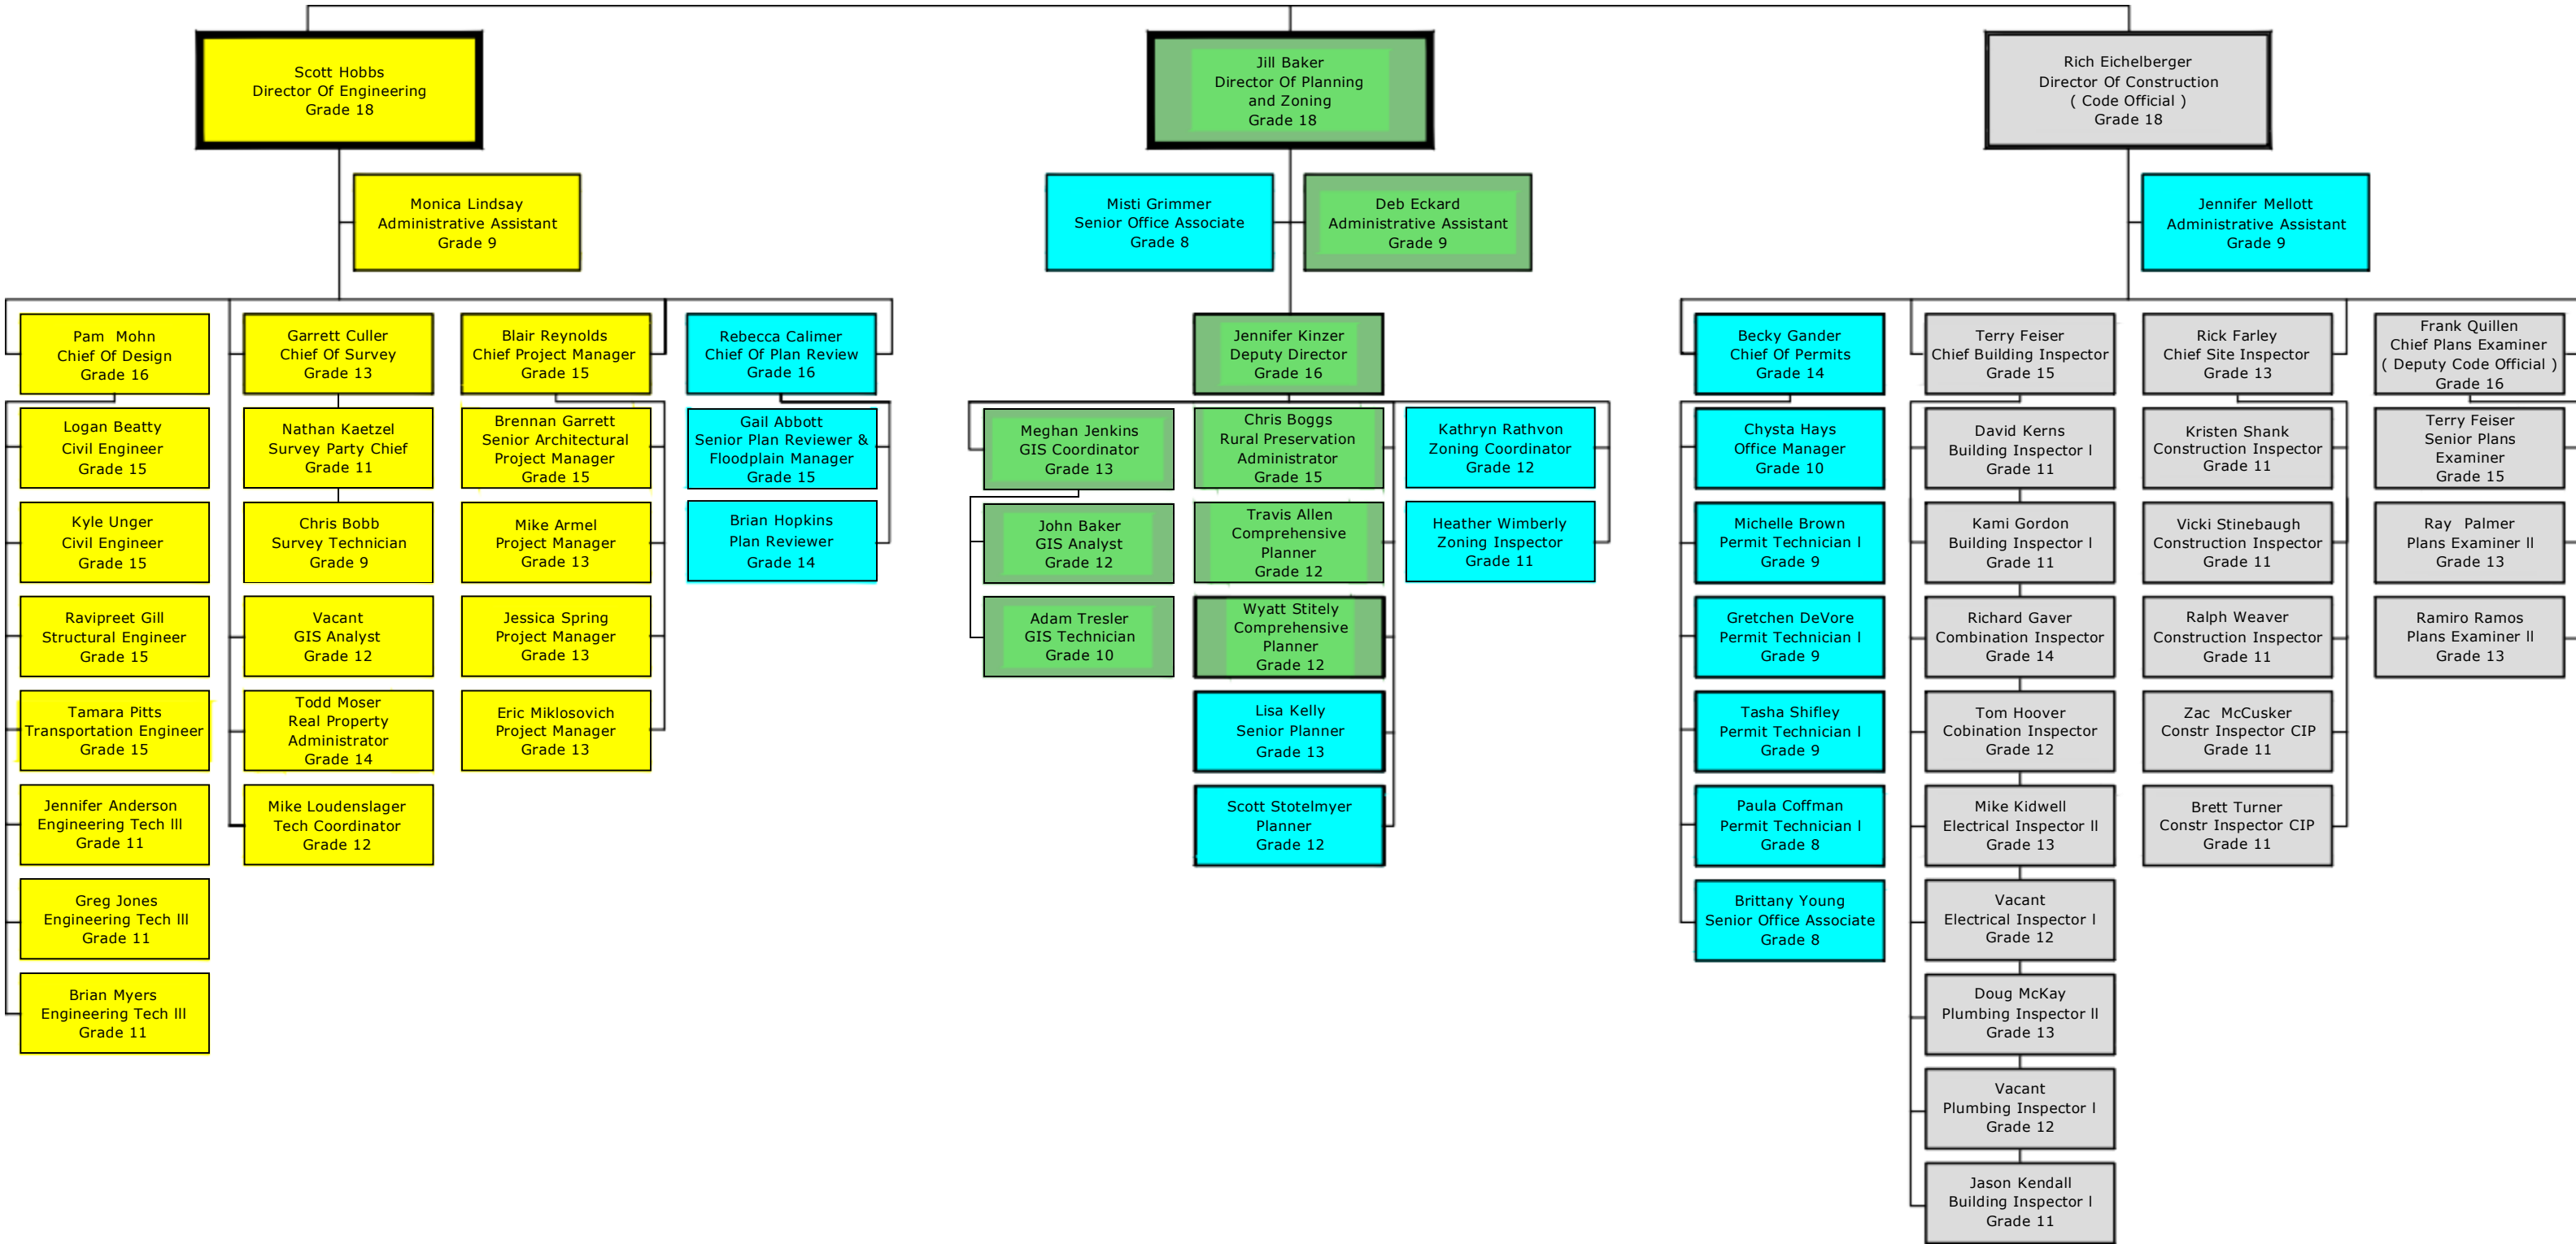 Scott Hobbs
Director Of Engineering
Grade 18
Jill Baker
Director Of Planning
and Zoning
Grade 18
Rich Eichelberger
Director Of Construction
( Code Official )
Grade 18
Monica Lindsay
Administrative Assistant
Grade 9
Misti Grimmer
Senior Office Associate
Grade 8
Deb Eckard
Administrative Assistant
Grade 9
Jennifer Mellott
Administrative Assistant
Grade 9
Pam Mohn
Chief Of Design
Grade 16
Logan Beatty
Civil Engineer
Grade 15
Kyle Unger
Civil Engineer
Grade 15
Ravipreet Gill
Structural Engineer
Grade 15
Tamara Pitts
Transportation Engineer
Grade 15
Jennifer Anderson
Engineering Tech lll
Grade 11
Greg Jones
Engineering Tech lll
Grade 11
Brian Myers
Engineering Tech lll
Grade 11
Garrett Culler
Chief Of Survey
Grade 13
Nathan Kaetzel
Survey Party Chief
Grade 11
Chris Bobb
Survey Technician
Grade 9
Vacant
GIS Analyst
Grade 12
Todd Moser
Real Property
Administrator
Grade 14
Mike Loudenslager
Tech Coordinator
Grade 12
Blair Reynolds
Chief Project Manager
Grade 15
Brennan Garrett
Senior Architectural
Project Manager
Grade 15
Mike Armel
Project Manager
Grade 13
Jessica Spring
Project Manager
Grade 13
Eric Miklosovich
Project Manager
Grade 13
Rebecca Calimer
Chief Of Plan Review
Grade 16
Gail Abbott
Senior Plan Reviewer &
Floodplain Manager
Grade 15
Brian Hopkins
Plan Reviewer
Grade 14
Jennifer Kinzer
Deputy Director
Grade 16
Meghan Jenkins
GIS Coordinator
Grade 13
John Baker
GIS Analyst
Grade 12
Adam Tresler
GIS Technician
Grade 10
Chris Boggs
Rural Preservation
Administrator
Grade 15
Travis Allen
Comprehensive
Planner
Grade 12
Wyatt Stitely
Comprehensive
Planner
Grade 12
Lisa Kelly
Senior Planner
Grade 13
Scott Stotelmyer
Planner
Grade 12
Kathryn Rathvon
Zoning Coordinator
Grade 12
Heather Wimberly
Zoning Inspector
Grade 11
Becky Gander
Chief Of Permits
Grade 14
Chysta Hays
Office Manager
Grade 10
Michelle Brown
Permit Technician l
Grade 9
Gretchen DeVore
Permit Technician l
Grade 9
Tasha Shifley
Permit Technician l
Grade 9
Paula Coffman
Permit Technician l
Grade 8
Brittany Young
Senior Office Associate
Grade 8
Terry Feiser
Chief Building Inspector
Grade 15
David Kerns
Building Inspector l
Grade 11
Kami Gordon
Building Inspector l
Grade 11
Richard Gaver
Combination Inspector
Grade 14
Tom Hoover
Cobination Inspector
Grade 12
Mike Kidwell
Electrical Inspector ll
Grade 13
Vacant
Electrical Inspector l
Grade 12
Doug McKay
Plumbing Inspector ll
Grade 13
Vacant
Plumbing Inspector l
Grade 12
Jason Kendall
Building Inspector l
Grade 11
Rick Farley
Chief Site Inspector
Grade 13
Kristen Shank
Construction Inspector
Grade 11
Vicki Stinebaugh
Construction Inspector
Grade 11
Ralph Weaver
Construction Inspector
Grade 11
Zac McCusker
Constr Inspector CIP
Grade 11
Brett Turner
Constr Inspector CIP
Grade 11
Frank Quillen
Chief Plans Examiner
( Deputy Code Official )
Grade 16
Terry Feiser
Senior Plans
Examiner
Grade 15
Ray Palmer
Plans Examiner ll
Grade 13
Ramiro Ramos
Plans Examiner ll
Grade 13